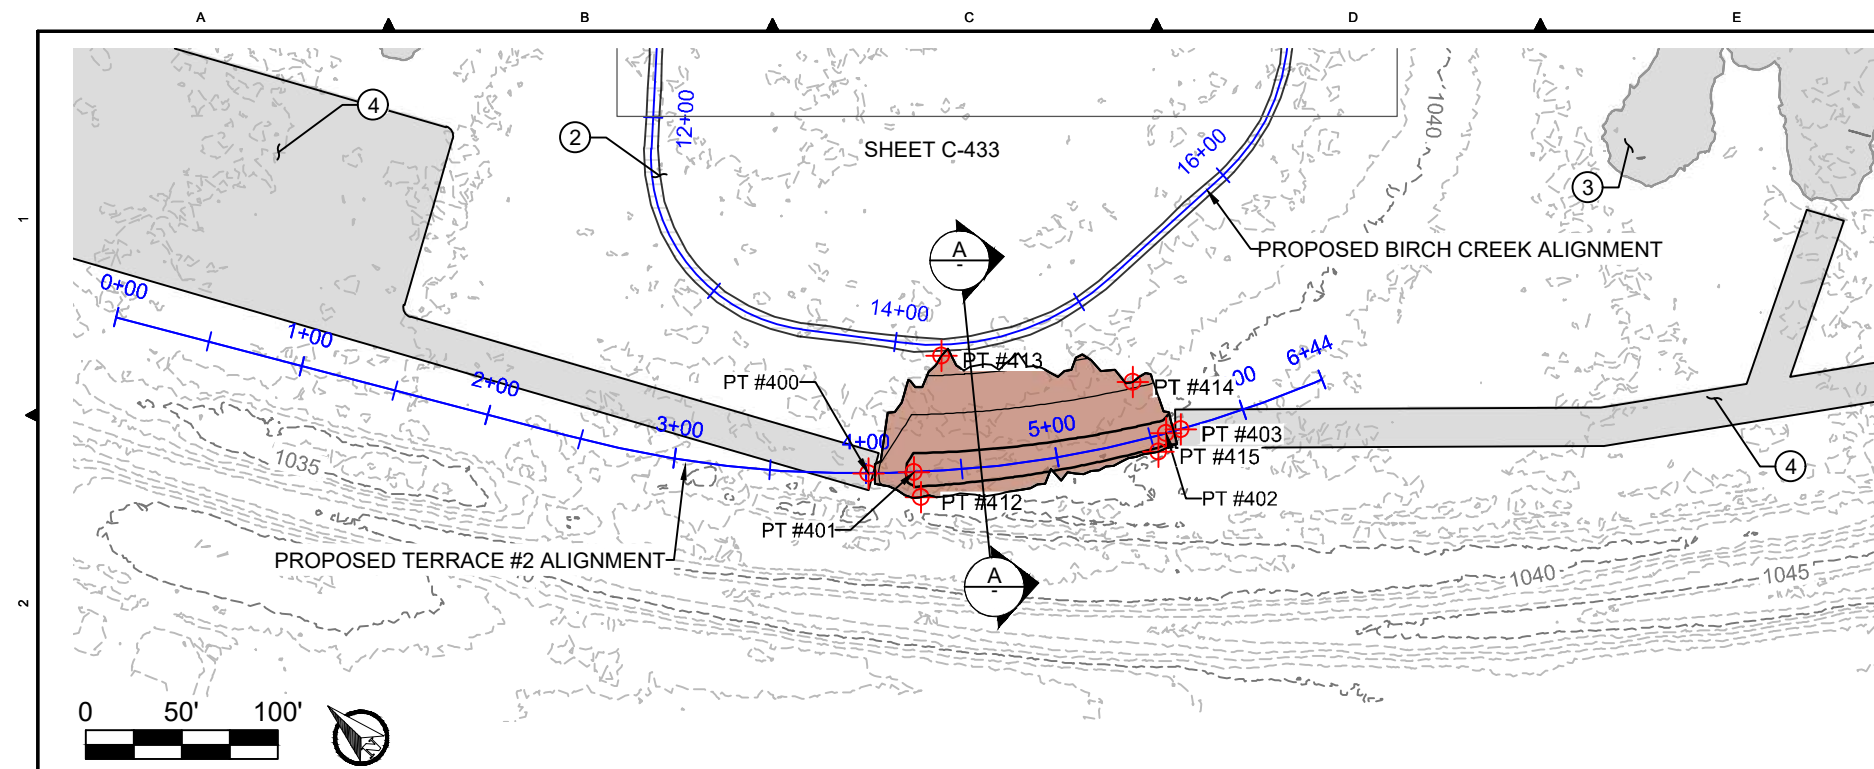 A B C D E
1
2
4
2
12+00
SHEET C-433
16+00
1040
3
PROPOSED BIRCH CREEK ALIGNMENT
A
-
0+00
1+00
14+00
6+44
PT #413
PT #400
PT #414
00
2+00
3+00
4+00
5+00
PT #403
PT #415
1035
4
PT #402
PT #412
PT #401
PROPOSED TERRACE #2 ALIGNMENT
A
-
1040
1045
0 50' 100'
N